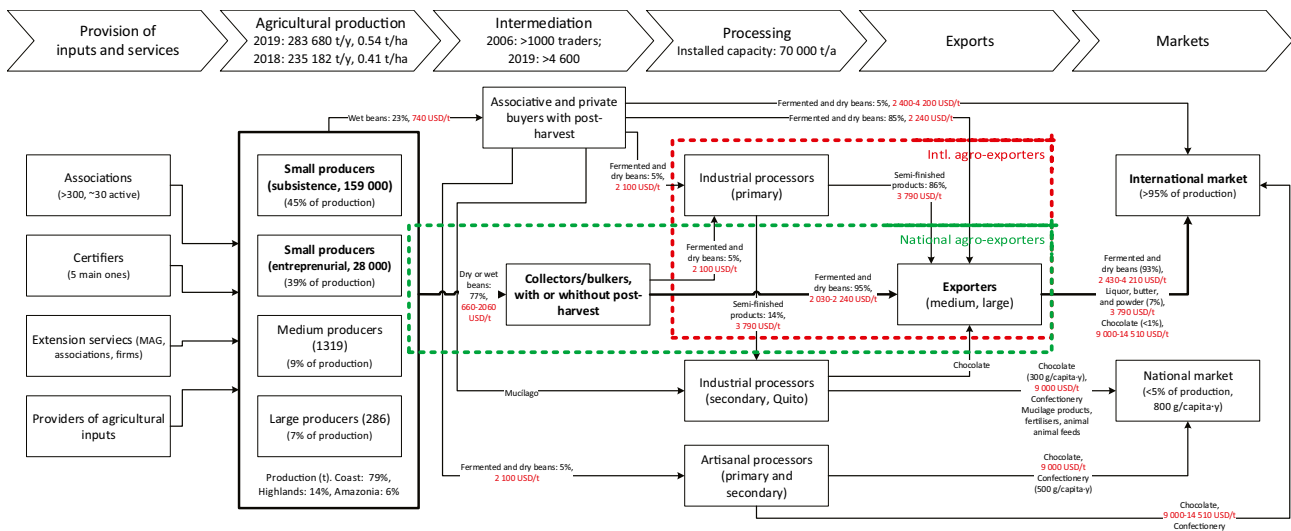 Provision of
inputs and services
Agricultural production
2019: 283 680 t/y, 0.54 t/ha
2018: 235 182 t/y, 0.41 t/ha
Intermediation
2006: >1000 traders;
2019: >4 600
Processing
Installed capacity: 70 000 t/a
Exports
Markets
Wet beans: 23%, 740 USD/t
Associative and private
buyers with post-
harvest
Fermented and dry beans: 5%, 2 400-4 200 USD/t
Fermented and dry beans: 85%, 2 240 USD/t
Associations
(>300, ~30 active)
Certifiers
(5 main ones)
Extension serviecs (MAG,
associations, firms)
Providers of agricultural
inputs
Small producers
(subsistence, 159 000)
(45% of production)
Small producers
(entreprenurial, 28 000)
(39% of production)
Medium producers
(1319)
(9% of production)
Large producers (286)
(7% of production)
Production (t). Coast: 79%,
Highlands: 14%, Amazonia: 6%
Fermented and
dry beans: 5%,
2 100 USD/t
Intl. agro-exporters
Industrial processors
(primary)
Semi-finished
products: 86%,
3 790 USD/t
International market
(>95% of production)
National agro-exporters
Dry or wet
beans:
77%,
660-2060
USD/t
Collectors/bulkers,
with or whithout post-
harvest
Fermented and
dry beans: 5%,
2 100 USD/t
Fermented and
dry beans: 95%,
2 030-2 240 USD/t
Exporters
(medium, large)
Fermented and
dry beans (93%),
2 430-4 210 USD/t
Liquor, butter,
and powder (7%),
3 790 USD/t
Chocolate (<1%),
9 000-14 510 USD/t
Semi-finished
products: 14%,
3 790 USD/t
Chocolate
Mucilago
Industrial processors
(secondary, Quito)
Chocolate
(300 g/capita-y),
9 000 USD/t
Confectionery
Mucilage products,
fertilisers, animal
animal feeds
National market
(<5% of production,
800 g/capita-y)
Fermented and dry beans: 5%,
2 100 USD/t
Artisanal processors
(primary and
secondary)
Chocolate,
9 000 USD/t
Confectionery
(500 g/capita-y)
Chocolate,
9 000-14 510 USD/t
Confectionery